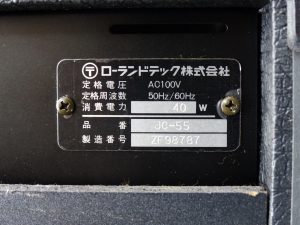 〒 ローランドテック株式会社
定格電圧 AC100V
定格周波数 50Hz/60Hz
消費電力 40 W
品番 JC-55
製造番号 ZF98787